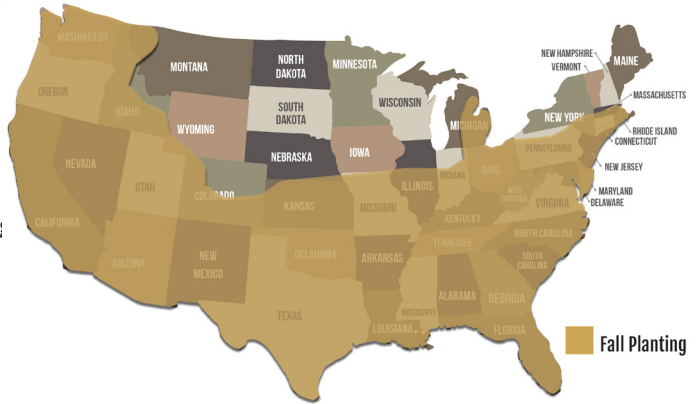 WASHINGTON
MONTANA
NORTH
DAKOTA
MINNESOTA
NEW HAMPSHIRE
VERMONT
MAINE
OREGON
IDAHO
SOUTH
DAKOTA
WISCONSIN
MICHIGAN
NEW YORK
MASSACHUSETTS
WYOMING
RHODE ISLAND
CONNECTICUT
NEVADA
UTAH
COLORADO
NEBRASKA
IOWA
ILLINOIS
INDIANA
OHIO
PENNSYLVANIA
NEW JERSEY
MARYLAND
DELAWARE
WEST
VIRGINIA
VIRGINIA
CALIFORNIA
KANSAS
MISSOURI
KENTUCKY
NORTH CAROLINA
TENNESSEE
SOUTH
CAROLINA
ARIZONA
NEW
MEXICO
OKLAHOMA
ARKANSAS
TEXAS
LOUISIANA
MISSISSIPPI
ALABAMA
GEORGIA
FLORIDA
Fall Planting